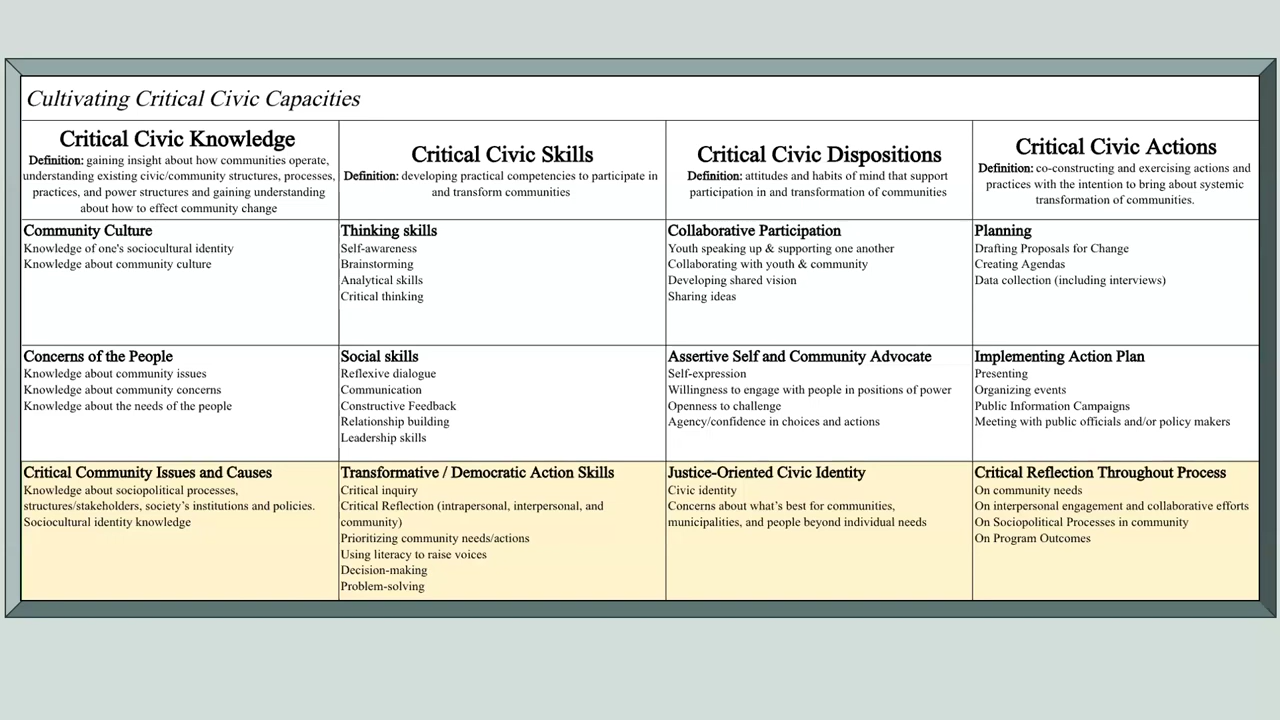 Cultivating Critical Civic Capacities
Critical Civic Knowledge
Definition: gaining insight about how communities operate,
understanding existing civic/community structures, processes,
practices, and power structures and gaining understanding
about how to effect community change
Critical Civic Skills
Definition: developing practical competencies to participate in
and transform communities
Critical Civic Dispositions
Definition: attitudes and habits of mind that support
participation in and transformation of communities
Critical Civic Actions
Definition: co-constructing and exercising actions and
practices with the intention to bring about systemic
transformation of communities.
Community Culture
Knowledge of one's sociocultural identity
Knowledge about community culture
Thinking skills
Self-awareness
Brainstorming
Analytical skills
Critical thinking
Collaborative Participation
Youth speaking up & supporting one another
Collaborating with youth & community
Developing shared vision
Sharing ideas
Planning
Drafting Proposals for Change
Creating Agendas
Data collection (including interviews)
Concerns of the People
Knowledge about community issues
Knowledge about community concerns
Knowledge about the needs of the people
Social skills
Reflexive dialogue
Communication
Constructive Feedback
Relationship building
Leadership skills
Assertive Self and Community Advocate
Self-expression
Willingness to engage with people in positions of power
Openness to challenge
Agency/confidence in choices and actions
Implementing Action Plan
Presenting
Organizing events
Public Information Campaigns
Meeting with public officials and/or policy makers
Critical Community Issues and Causes
Knowledge about sociopolitical processes,
structures/stakeholders, society’s institutions and policies.
Sociocultural identity knowledge
Transformative / Democratic Action Skills
Critical inquiry
Critical Reflection (intrapersonal, interpersonal, and
community)
Prioritizing community needs/actions
Using literacy to raise voices
Decision-making
Problem-solving
Justice-Oriented Civic Identity
Civic identity
Concerns about what’s best for communities,
municipalities, and people beyond individual needs
Critical Reflection Throughout Process
On community needs
On interpersonal engagement and collaborative efforts
On Sociopolitical Processes in community
On Program Outcomes